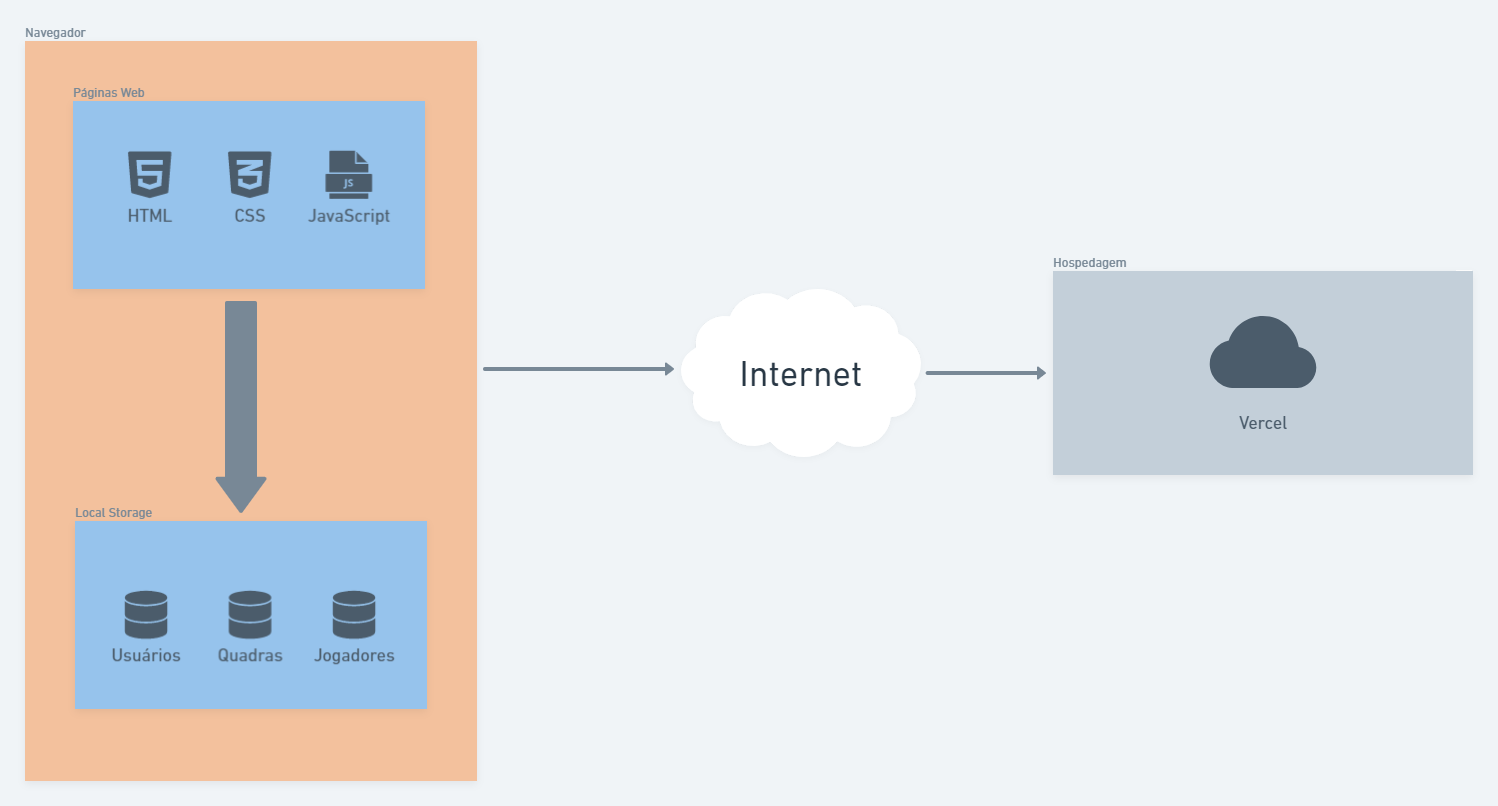 Navegador
Páginas Web
JS
HTML
CSS
JavaScript
Local Storage
Usuários
Quadras
Jogadores
Internet
Hospedagem
Vercel